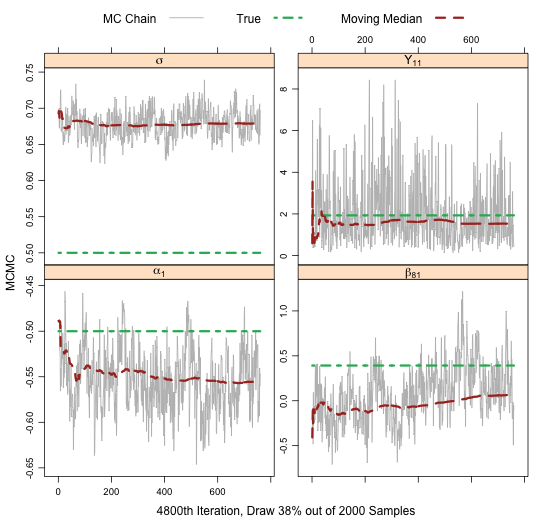 MC Chain True Moving Median
0 200 400 600
σ Υ₁₁
0.75 0.70 0.65 0.60 0.55 0.50
8 6 4 2 0
MCMC
α₁ β₈₁
-0.45 -0.50 -0.55 -0.60 -0.65
1.0 0.5 0.0 -0.5
0 200 400 600
4800th Iteration, Draw 38% out of 2000 Samples